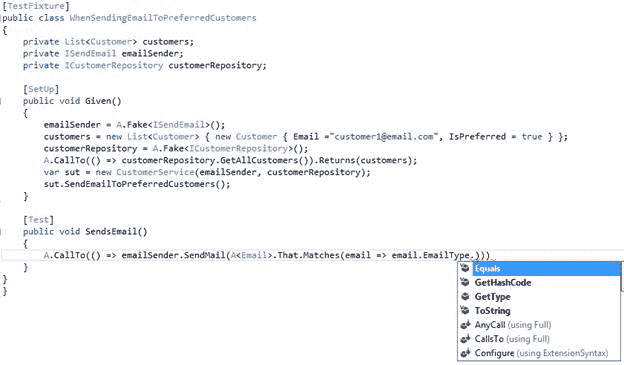 [TestFixture]
public class WhenSendingEmailToPreferredCustomers
{
private List<Customer> customers;
private ISendEmail emailSender;
private ICustomerRepository customerRepository;
[SetUp]
public void Given()
{
emailSender = A.Fake<ISendEmail>();
customers = new List<Customer> { new Customer { Email ="customer1@email.com", IsPreferred = true } };
customerRepository = A.Fake<ICustomerRepository>();
A.CallTo(() => customerRepository.GetAllCustomers()).Returns(customers);
var sut = new CustomerService(emailSender, customerRepository);
sut.SendEmailToPreferredCustomers();
}
[Test]
public void SendsEmail()
{
A.CallTo(() => emailSender.SendMail(A<Email>.That.Matches(email => email.EmailType.)))
}
}
}
Equals
GetHashCode
GetType
ToString
AnyCall (using Full)
CallsTo (using Full)
Configure (using ExtensionSyntax)